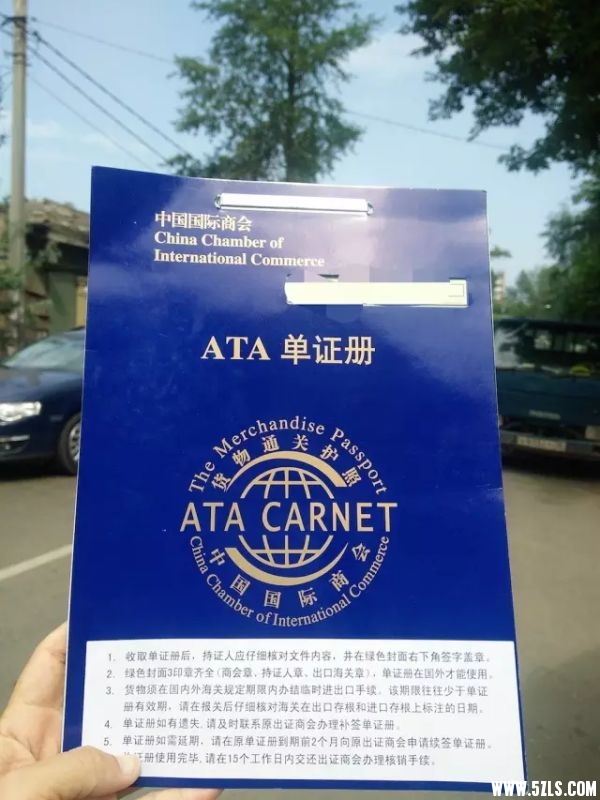 中国国际商会
China Chamber of
International Commerce
ATA 单证册
The Merchandise Passport
货物通关护照
ATA CARNET
中国国际商会
China Chamber of International Commerce
1. 收取单证册后，持证人应仔细核对文件内容，并在绿色封面右下角签字盖章。
2. 绿色封面3印章齐全（商会章、持证人章、出口海关章），单证册在国外才能使用。
3. 货物须在国内外海关规定期限内办结临时进出口手续。该期限往往少于单证
册有效期，请在报关后仔细核对海关在出口存根和进口存根上标注的日期。
4. 单证册如有遗失，请及时联系原出证商会办理补签单证册。
5. 单证册如需延期，请在原单证册到期前2个月向原出证商会申请续签单证册。
证册使用完毕，请在15个工作日内交还出证商会办理核销手续。
WWW.5ZLS.COM